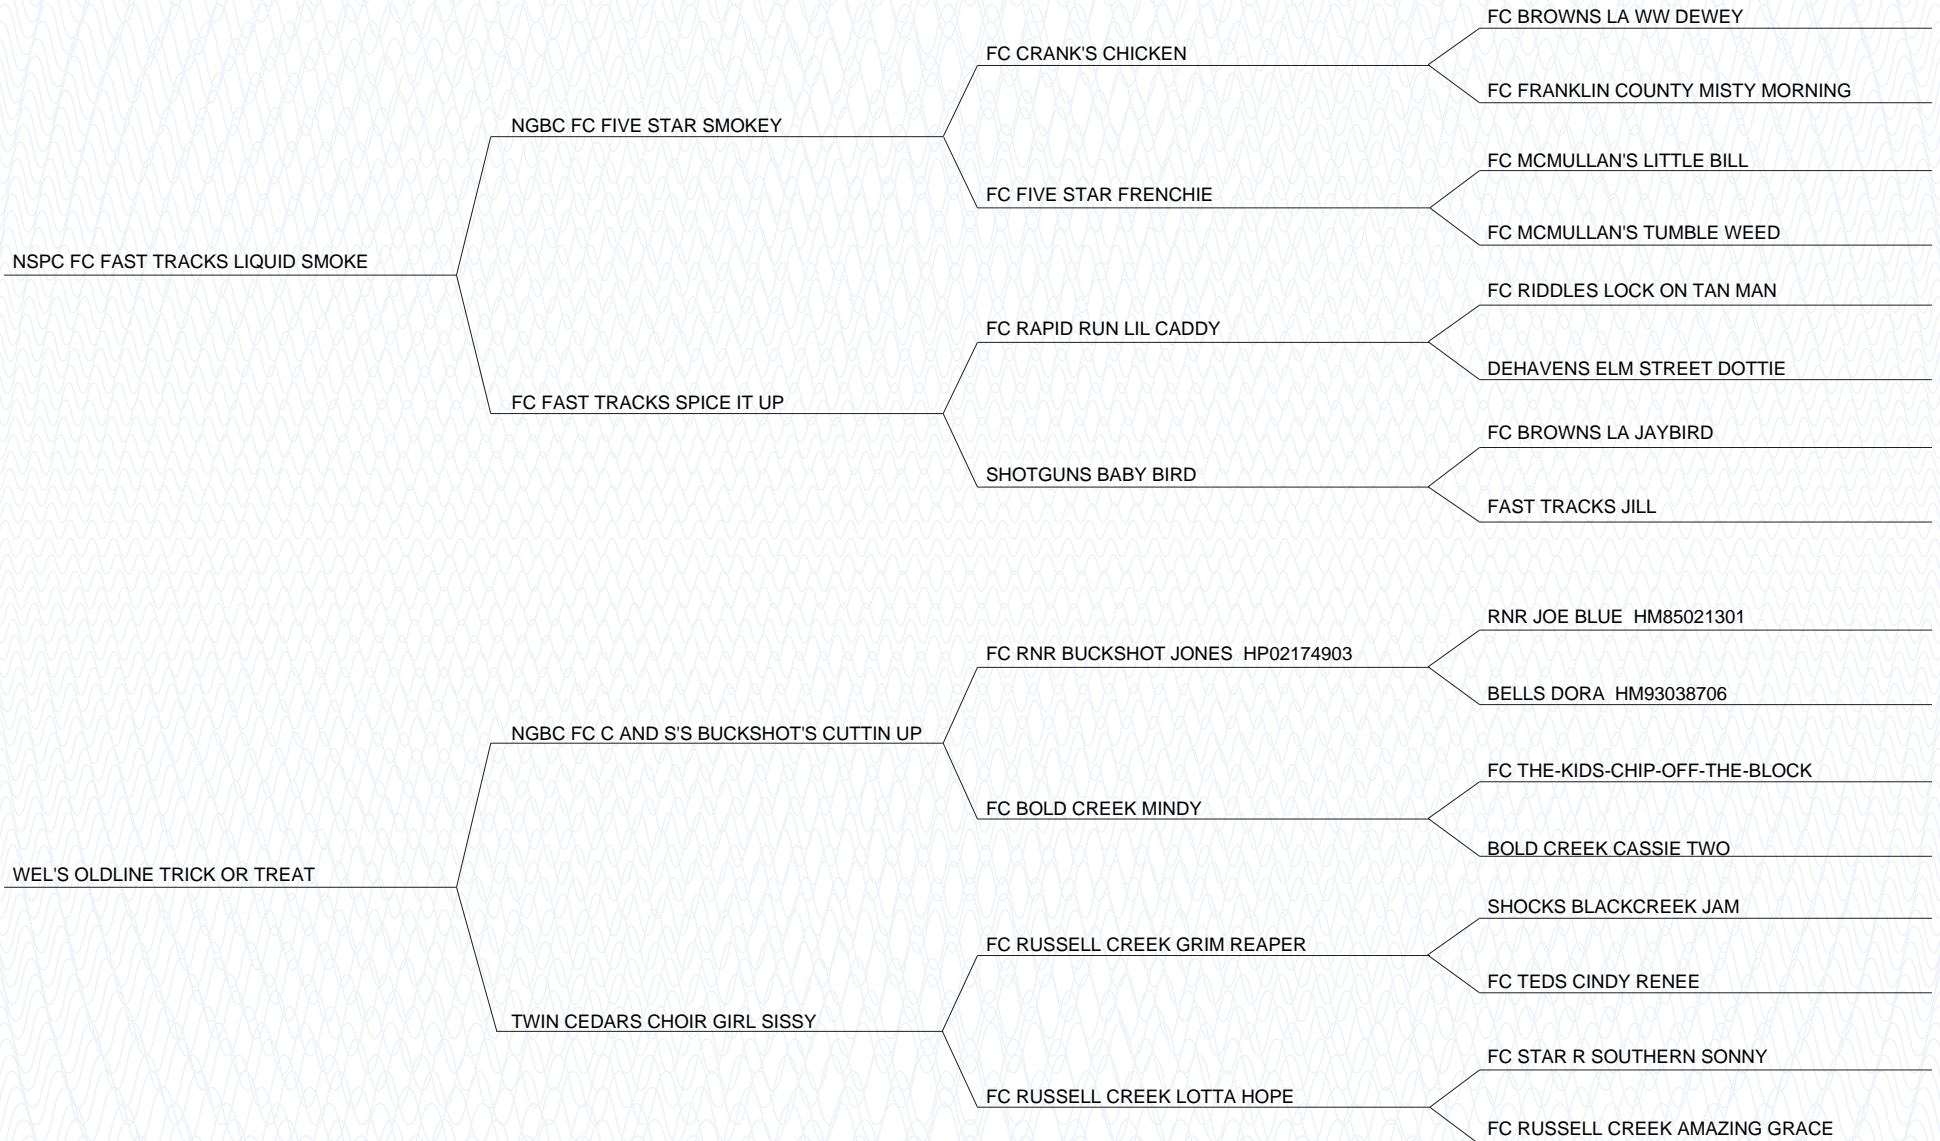 FC BROWNS LA WW DEWEY
FC CRANK'S CHICKEN
FC FRANKLIN COUNTY MISTY MORNING
NGBC FC FIVE STAR SMOKEY
FC MCMULLAN'S LITTLE BILL
FC FIVE STAR FRENCHIE
FC MCMULLAN'S TUMBLE WEED
NSPC FC FAST TRACKS LIQUID SMOKE
FC RIDDLES LOCK ON TAN MAN
FC RAPID RUN LIL CADDY
DEHAVENS ELM STREET DOTTIE
FC FAST TRACKS SPICE IT UP
FC BROWNS LA JAYBIRD
SHOTGUNS BABY BIRD
FAST TRACKS JILL
RNR JOE BLUE HM85021301
FC RNR BUCKSHOT JONES HP02174903
BELLS DORA HM93038706
NGBC FC C AND S'S BUCKSHOT'S CUTTIN UP
FC THE-KIDS-CHIP-OFF-THE-BLOCK
FC BOLD CREEK MINDY
BOLD CREEK CASSIE TWO
WEL'S OLDLINE TRICK OR TREAT
SHOCKS BLACKCREEK JAM
FC RUSSELL CREEK GRIM REAPER
FC TEDS CINDY RENEE
TWIN CEDARS CHOIR GIRL SISSY
FC STAR R SOUTHERN SONNY
FC RUSSELL CREEK LOTTA HOPE
FC RUSSELL CREEK AMAZING GRACE